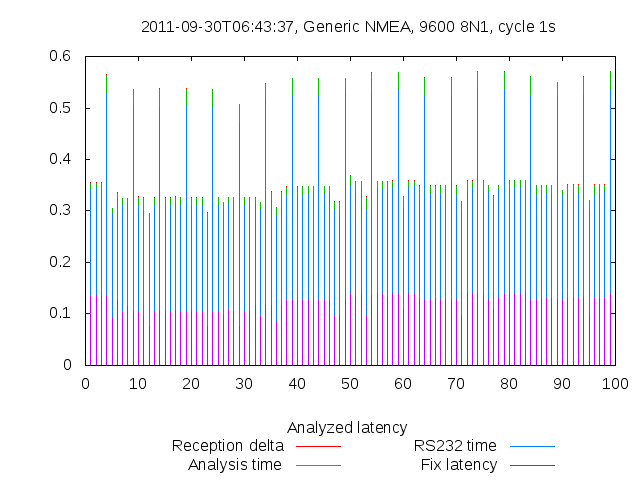 2011-09-30T06:43:37, Generic NMEA, 9600 8N1, cycle 1s
0.6
0.5
0.4
0.3
0.2
0.1
0
0 10 20 30 40 50 60 70 80 90 100
Analyzed latency
Reception delta RS232 time
Analysis time Fix latency